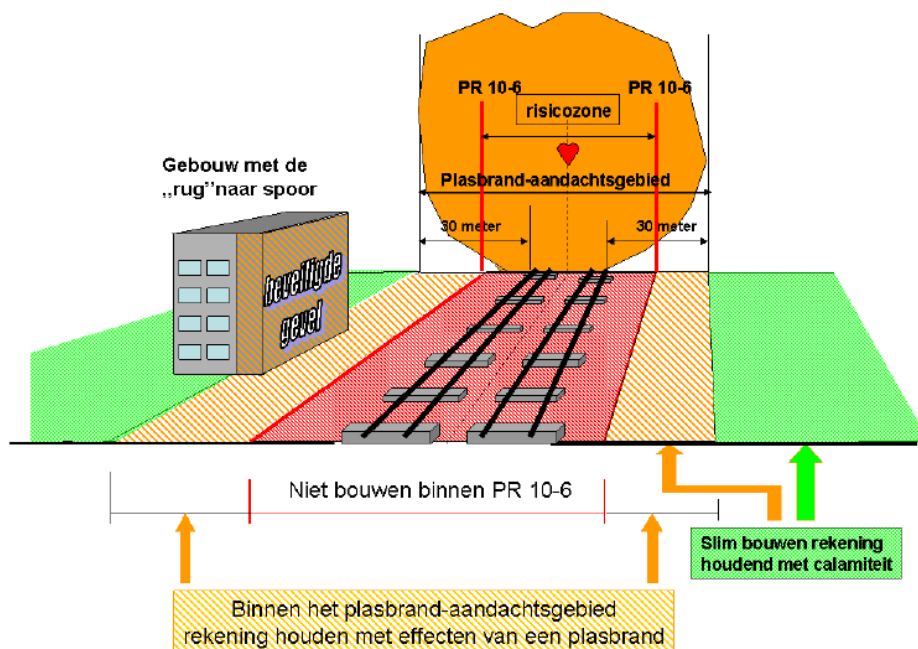 PR 10-6
PR 10-6
risicozone
Gebouw met de
,,rug''naar spoor
Plasbrand-aandachtsgebied
30 meter
30 meter
beveiligde
gevel
Niet bouwen binnen PR 10-6
Slim bouwen rekening
houdend met calamiteit
Binnen het plasbrand-aandachtsgebied
rekening houden met effecten van een plasbrand